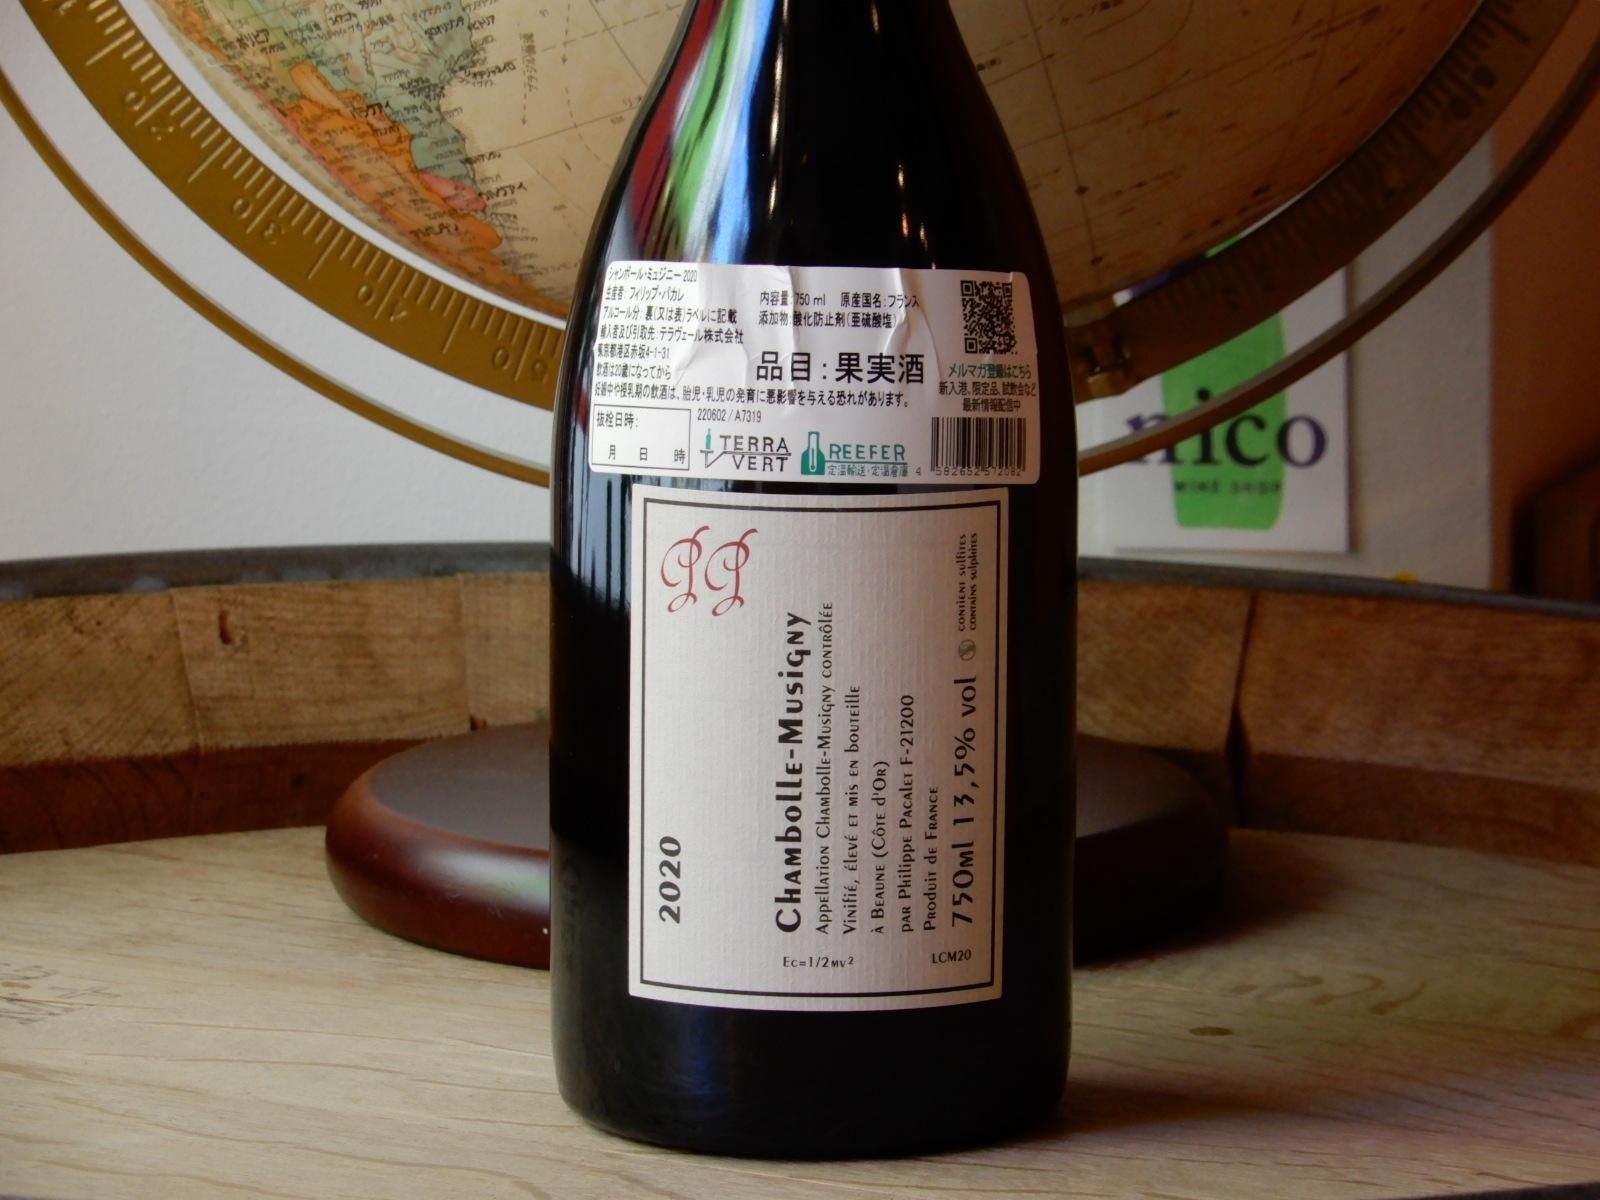 シャンボール・ミュジニー 2020
生産者: フィリップ・パカレ
アルコール分: 裏(又は表)ラベルに記載
輸入者及び引取先: テラヴェール株式会社
東京都港区赤坂4-1-31
飲酒は20歳になってから
妊娠中や授乳期の飲酒は、胎児・乳児の発育に悪影響を与える恐れがあります。
内容量: 750 ml 原産国名: フランス
添加物: 酸化防止剤(亜硫酸塩)
品目: 果実酒
メルマガ登録はこちら
新入港、限定品、試飲会など
最新情報配信中
抜栓日時:
月 日 時
220602 / A7319
TERRA
VERT
REEFER
定温輸送・定温倉庫
4 582652 572082
PP
2020
Chambolle-Musigny
Appellation Chambolle-Musigny contrôlée
Vinifié, élevé et mis en bouteille
à Beaune (Côte d'Or)
par Philippe Pacalet F-21200
Produit de France
750ml 13,5% vol
contient sulfites
contains sulphites
Ec=1/2mv²
LCM20
nico
WINE SHOP